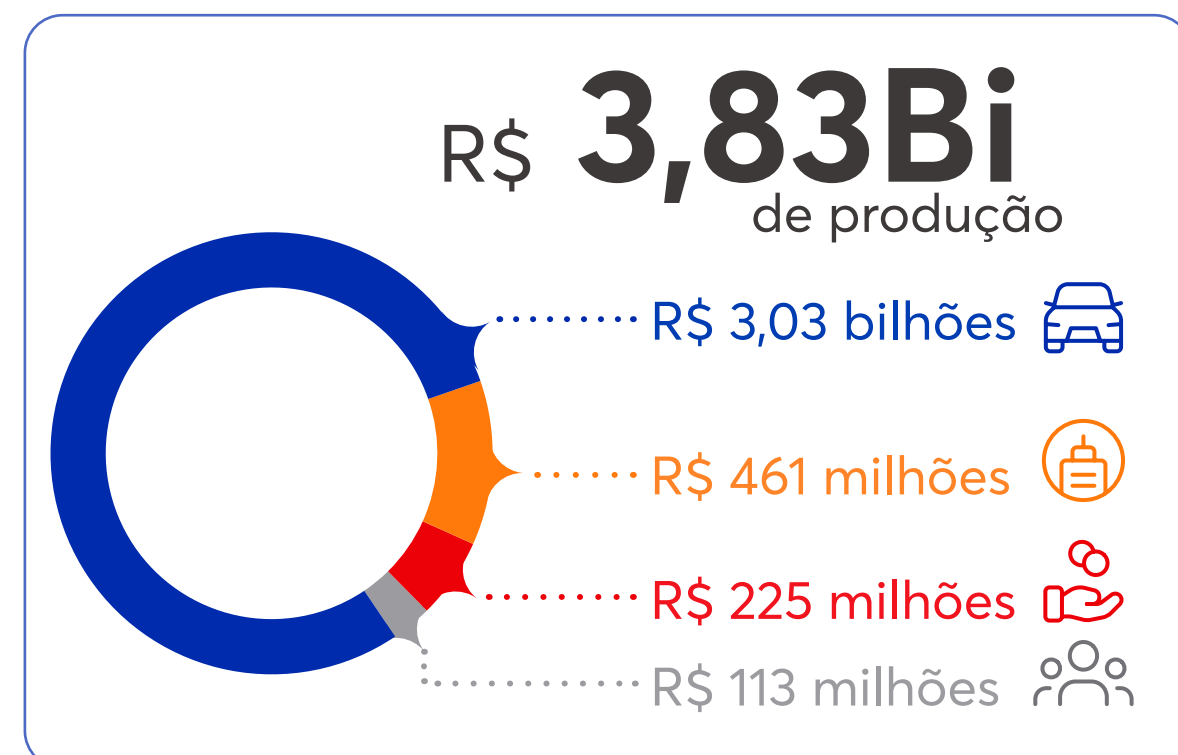 R$ 3,83Bi
de produção
R$ 3,03 bilhões
R$ 461 milhões
R$ 225 milhões
R$ 113 milhões